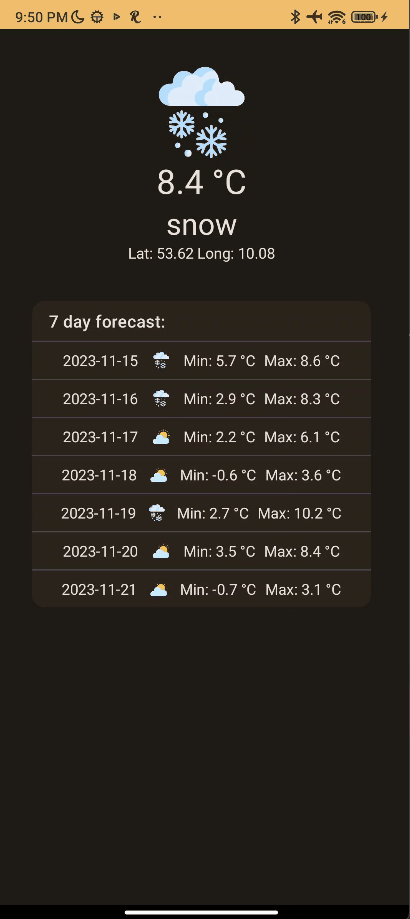 9:50 PM
100
8.4 °C
snow
Lat: 53.62 Long: 10.08
7 day forecast:
2023-11-15 Min: 5.7 °C Max: 8.6 °C
2023-11-16 Min: 2.9 °C Max: 8.3 °C
2023-11-17 Min: 2.2 °C Max: 6.1 °C
2023-11-18 Min: -0.6 °C Max: 3.6 °C
2023-11-19 Min: 2.7 °C Max: 10.2 °C
2023-11-20 Min: 3.5 °C Max: 8.4 °C
2023-11-21 Min: -0.7 °C Max: 3.1 °C